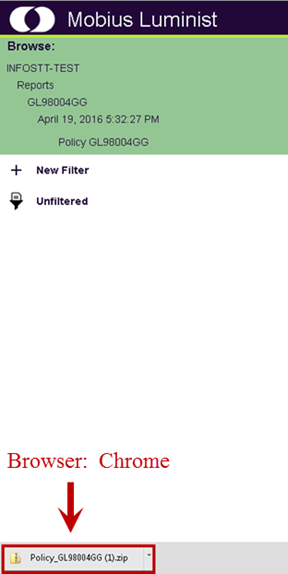 Mobius Luminist
Browse:
INFOSTT-TEST
Reports
GL98004GG
April 19, 2016 5:32:27 PM
Policy GL98004GG
New Filter
Unfiltered
Browser: Chrome
Policy_GL98004GG (1).zip